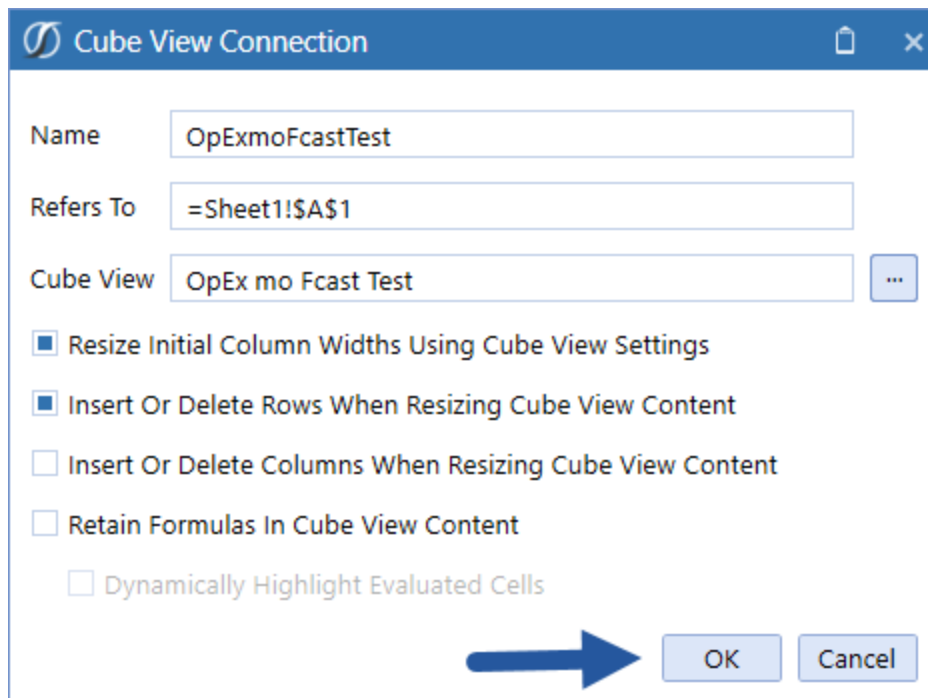 Cube View Connection
Name OpExmoFcastTest
Refers To =Sheet1!$A$1
Cube View OpEx mo Fcast Test ...
Resize Initial Column Widths Using Cube View Settings
Insert Or Delete Rows When Resizing Cube View Content
Insert Or Delete Columns When Resizing Cube View Content
Retain Formulas In Cube View Content
Dynamically Highlight Evaluated Cells
OK Cancel